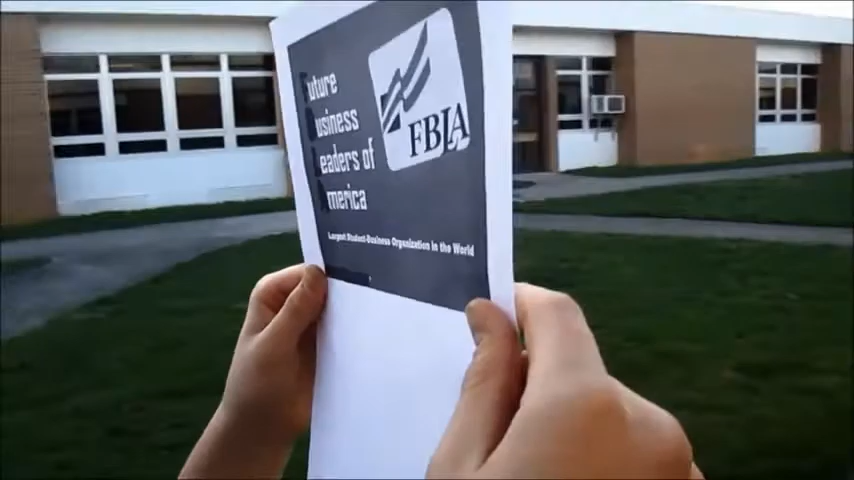 Future
Business
Leaders of
America
FBLA
Largest Student-Business Organization in the World